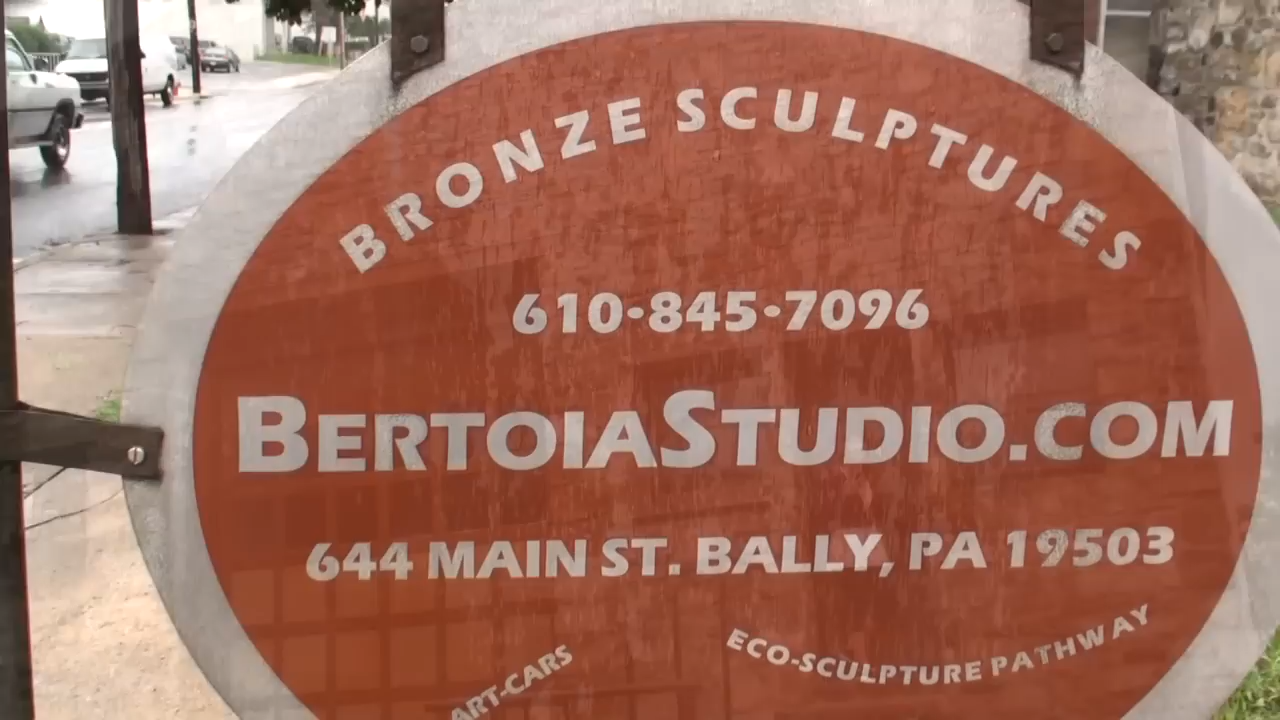 BRONZE SCULPTURES
610•845•7096
BERTOIASTUDIO.COM
644 MAIN ST. BALLY, PA 19503
ART-CARS
ECO-SCULPTURE PATHWAY